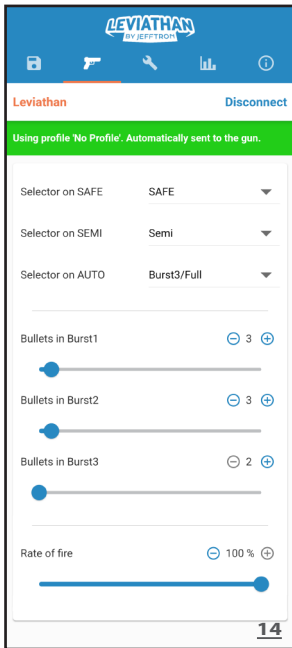 LEVIATHAN
BY JEFFTRON
Leviathan Disconnect
Using profile 'No Profile'. Automatically sent to the gun.
Selector on SAFE SAFE
Selector on SEMI Semi
Selector on AUTO Burst3/Full
Bullets in Burst1 3
Bullets in Burst2 3
Bullets in Burst3 2
Rate of fire 100 %
14